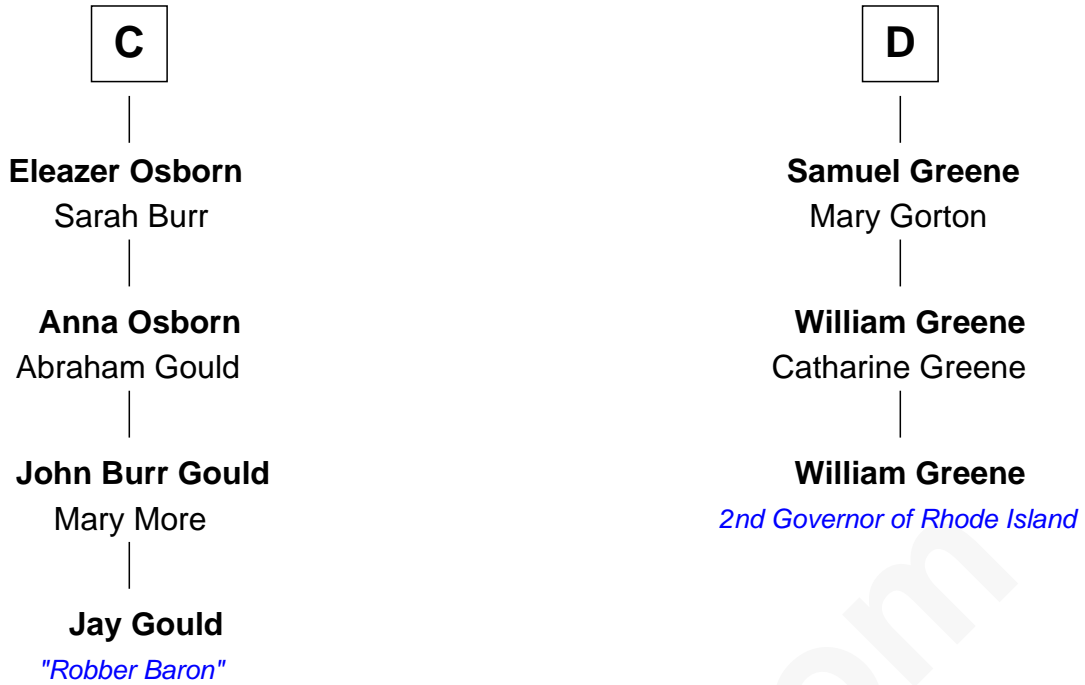 C
Eleazer Osborn
Sarah Burr
Anna Osborn
Abraham Gould
John Burr Gould
Mary More
Jay Gould
"Robber Baron"
D
Samuel Greene
Mary Gorton
William Greene
Catharine Greene
William Greene
2nd Governor of Rhode Island
om